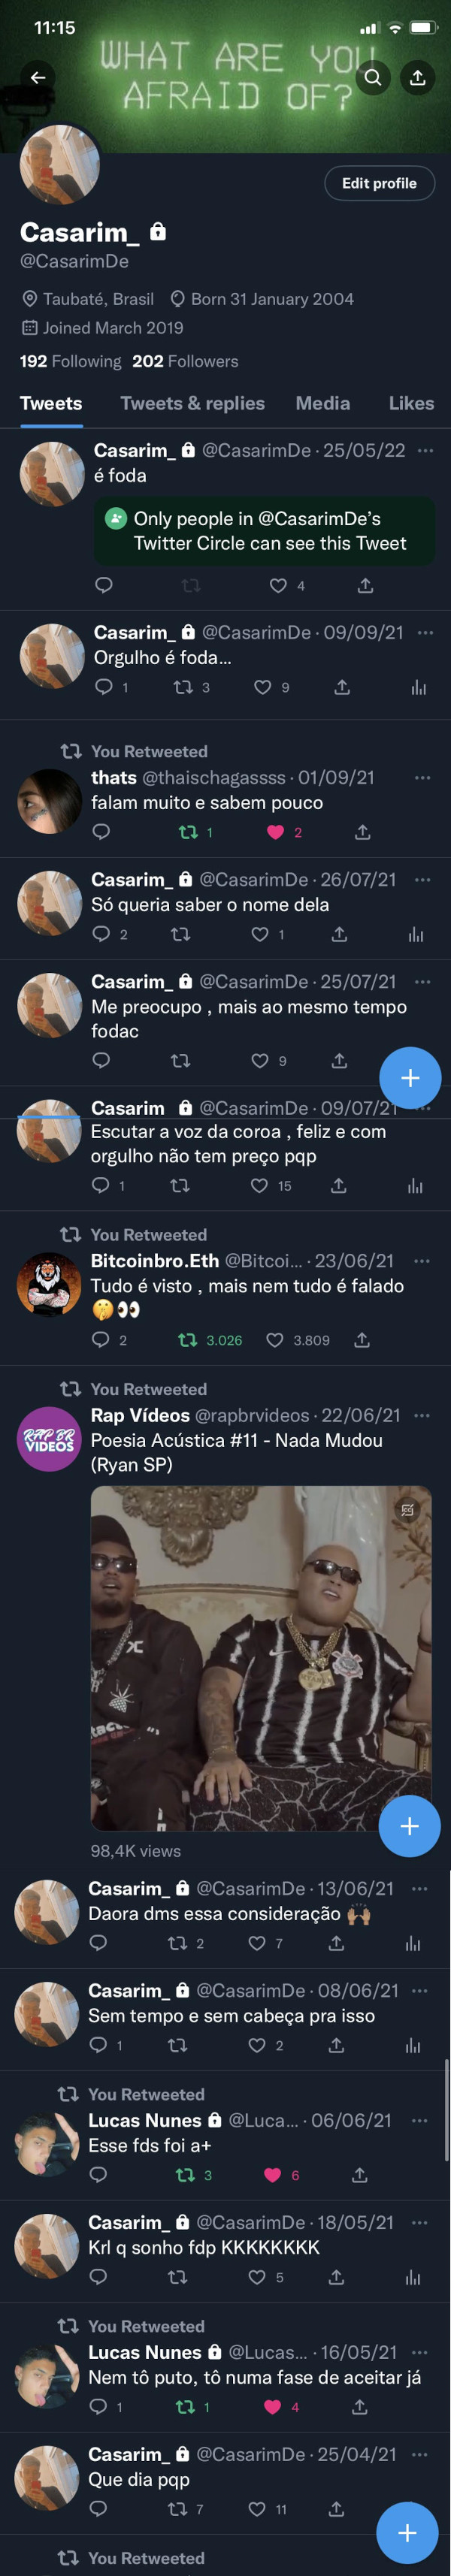 11:15
WHAT ARE YOU
AFRAID OF?
Edit profile
Casarim_
@CasarimDe
Taubaté, Brasil Born 31 January 2004
Joined March 2019
192 Following 202 Followers
Tweets Tweets & replies Media Likes
Casarim_ @CasarimDe · 25/05/22 ...
é foda
Only people in @CasarimDe's
Twitter Circle can see this Tweet
4
Casarim_ @CasarimDe · 09/09/21 ...
Orgulho é foda...
1 3 9
You Retweeted
thats @thaischagassss · 01/09/21 ...
falam muito e sabem pouco
1 2
Casarim_ @CasarimDe · 26/07/21 ...
Só queria saber o nome dela
2 1
Casarim_ @CasarimDe · 25/07/21 ...
Me preocupo , mais ao mesmo tempo
fodac
9
Casarim @CasarimDe · 09/07/21 ...
Escutar a voz da coroa , feliz e com
orgulho não tem preço pqp
1 15
You Retweeted
Bitcoinbro.Eth @Bitcoi... · 23/06/21 ...
Tudo é visto , mais nem tudo é falado
🤫👀
2 3.026 3.809
You Retweeted
Rap Vídeos @rapbrvideos · 22/06/21 ...
RAP BR
VIDEOS
Poesia Acústica #11 - Nada Mudou
(Ryan SP)
98,4K views
Casarim_ @CasarimDe · 13/06/21 ...
Daora dms essa consideração 🙌🏽
2 7
Casarim_ @CasarimDe · 08/06/21 ...
Sem tempo e sem cabeça pra isso
1 2
You Retweeted
Lucas Nunes @Luca... · 06/06/21 ...
Esse fds foi a+
3 6
Casarim_ @CasarimDe · 18/05/21 ...
Krl q sonho fdp KKKKKKKK
5
You Retweeted
Lucas Nunes @Lucas... · 16/05/21 ...
Nem tô puto, tô numa fase de aceitar já
1 1 4
Casarim_ @CasarimDe · 25/04/21 ...
Que dia pqp
7 11
You Retweeted